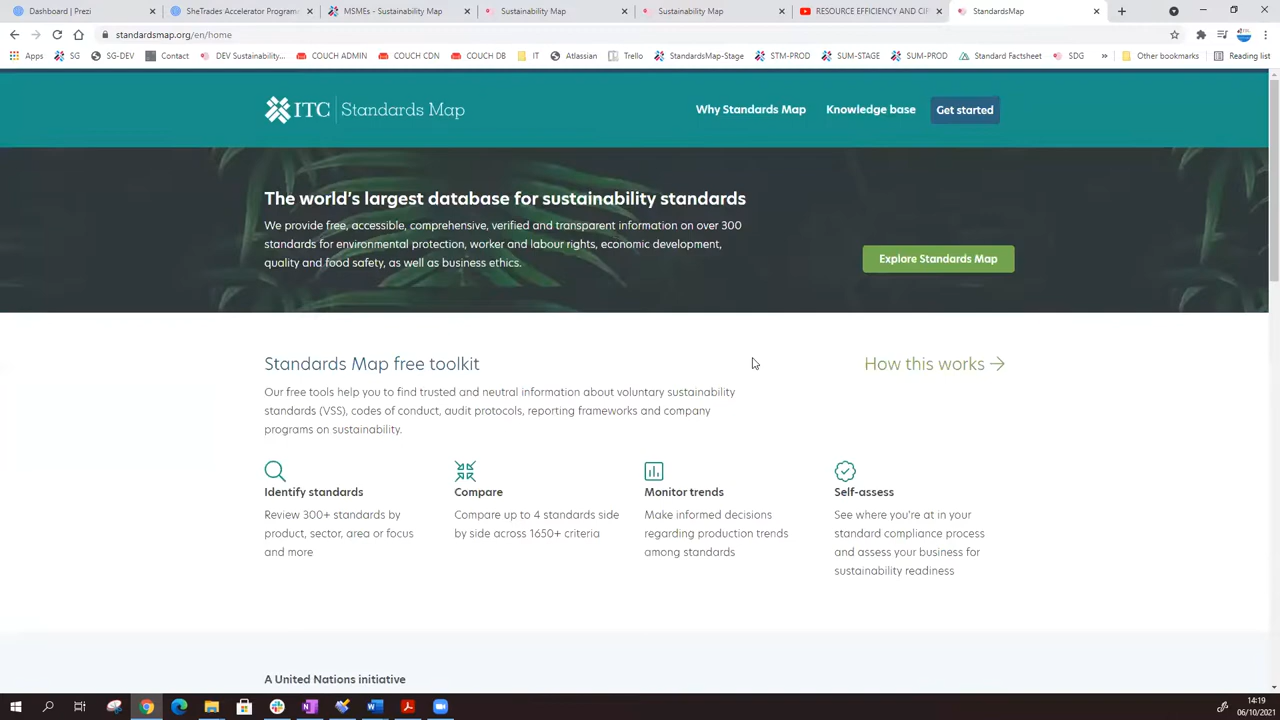 Dashboard | Prezi
SheTrades Accelerator Program
MSMEs - Sustainability Map
Sustainability Map
Sustainability Map
RESOURCE EFFICIENCY AND CIR
StandardsMap
standardsmap.org/en/home
Apps
SG
SG-DEV
Contact
DEV Sustainability...
COUCH ADMIN
COUCH CDN
COUCH DB
IT
Atlassian
Trello
StandardsMap-Stage
STM-PROD
SUM-STAGE
SUM-PROD
Standard Factsheet
SDG
»
Other bookmarks
Reading list
ITC | Standards Map
Why Standards Map
Knowledge base
Get started
The world's largest database for sustainability standards
We provide free, accessible, comprehensive, verified and transparent information on over 300
standards for environmental protection, worker and labour rights, economic development,
quality and food safety, as well as business ethics.
Explore Standards Map
Standards Map free toolkit
How this works →
Our free tools help you to find trusted and neutral information about voluntary sustainability
standards (VSS), codes of conduct, audit protocols, reporting frameworks and company
programs on sustainability.
Identify standards
Review 300+ standards by
product, sector, area or focus
and more
Compare
Compare up to 4 standards side
by side across 1650+ criteria
Monitor trends
Make informed decisions
regarding production trends
among standards
Self-assess
See where you're at in your
standard compliance process
and assess your business for
sustainability readiness
A United Nations initiative
14:19
06/10/2021